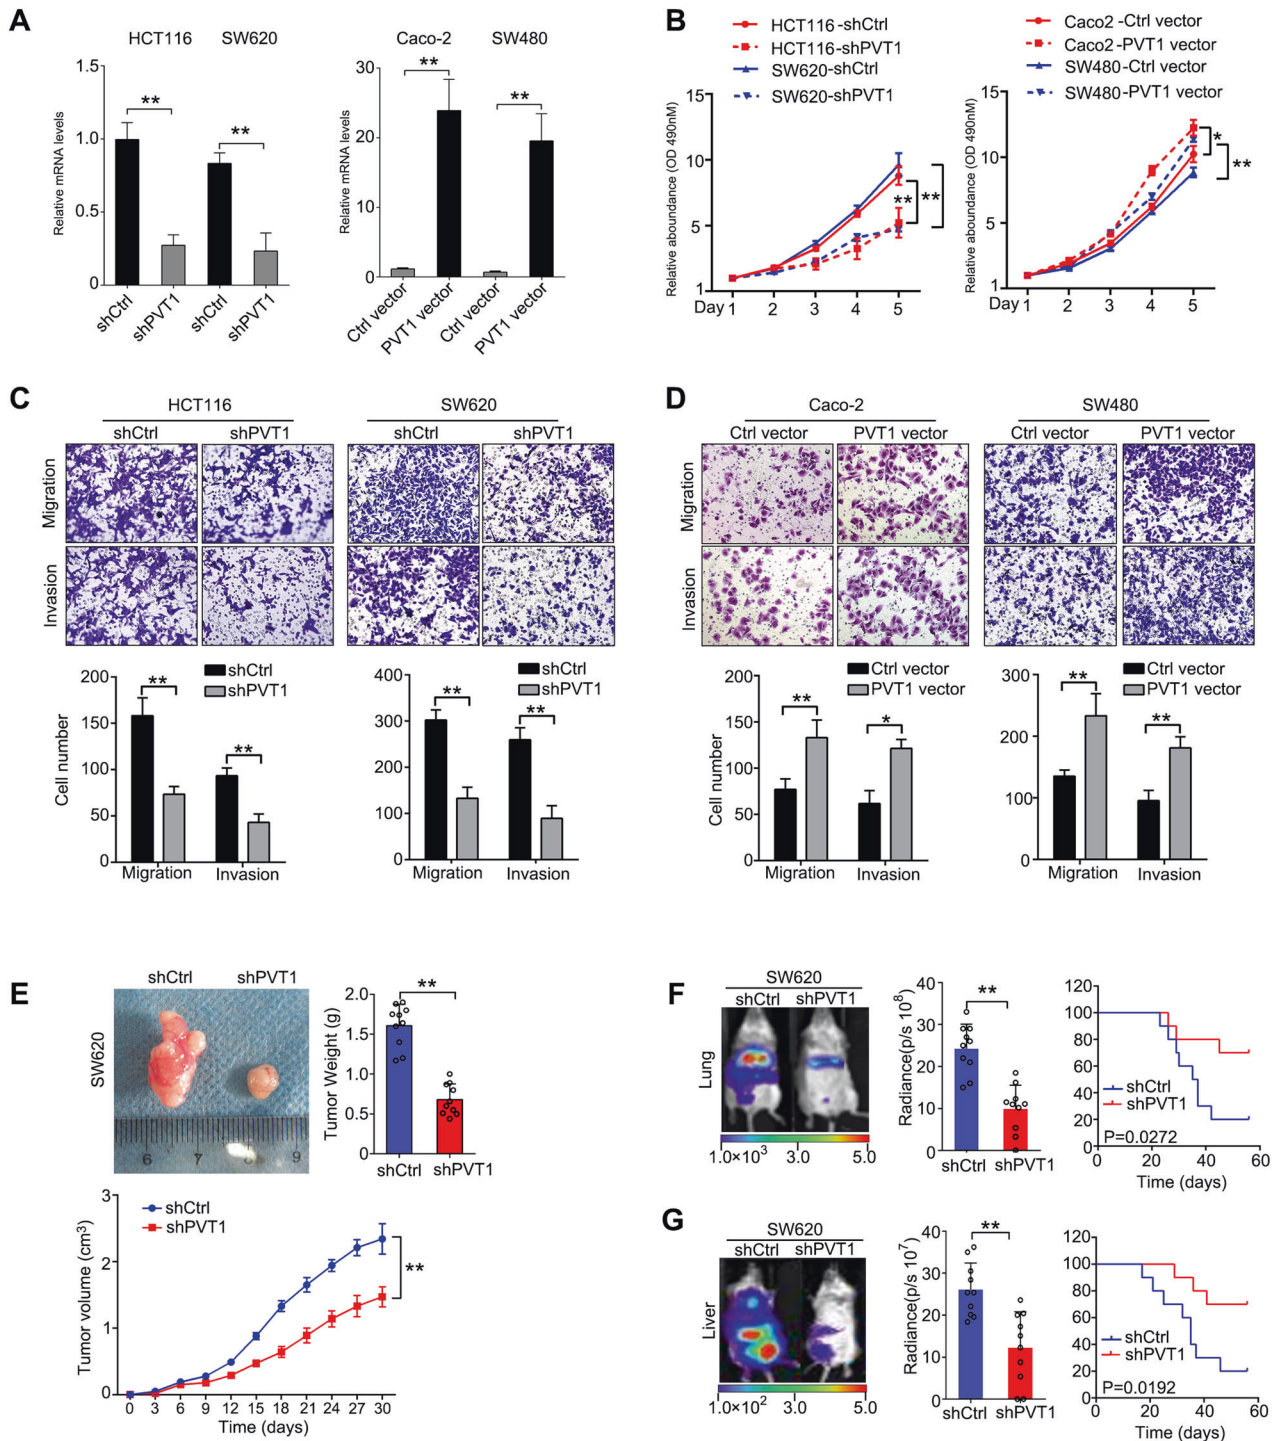 A
HCT116 SW620
Relative mRNA levels
1.5
1.0
0.5
0
**
**
shCtrl
shPVT1
shCtrl
shPVT1
Caco-2 SW480
Relative mRNA levels
30
20
10
0
**
**
Ctrl vector
PVT1 vector
Ctrl vector
PVT1 vector
B
HCT116-shCtrl
HCT116-shPVT1
SW620-shCtrl
SW620-shPVT1
Relative aboundance (OD 490nM)
15
10
5
1
** **
Day 1 2 3 4 5
Caco2-Ctrl vector
Caco2-PVT1 vector
SW480-Ctrl vector
SW480-PVT1 vector
Relative aboundance (OD 490nM)
15
10
5
1
*
**
Day 1 2 3 4 5
C
HCT116 SW620
shCtrl shPVT1 shCtrl shPVT1
Migration
Invasion
shCtrl
shPVT1
Cell number
200
150
100
50
0
**
**
Migration Invasion
shCtrl
shPVT1
400
300
200
100
0
**
**
Migration Invasion
D
Caco-2 SW480
Ctrl vector PVT1 vector Ctrl vector PVT1 vector
Migration
Invasion
Ctrl vector
PVT1 vector
Cell number
200
150
100
50
0
**
*
Migration Invasion
Ctrl vector
PVT1 vector
300
200
100
0
**
**
Migration Invasion
E
shCtrl shPVT1
SW620
6 7 8 9
Tumor Weight (g)
2.0
1.5
1.0
0.5
0
**
shCtrl shPVT1
shCtrl
shPVT1
Tumor volume (cm³)
3
2
1
0
**
0 3 6 9 12 15 18 21 24 27 30
Time (days)
F
SW620
shCtrl shPVT1
Lung
1.0×10³ 3.0 5.0
Radiance(p/s 10⁸)
40
30
20
10
0
**
shCtrl shPVT1
120
100
80
60
40
20
0
shCtrl
shPVT1
P=0.0272
0 20 40 60
Time (days)
G
SW620
shCtrl shPVT1
Liver
1.0×10² 3.0 5.0
Radiance(p/s 10⁷)
40
30
20
10
0
**
shCtrl shPVT1
120
100
80
60
40
20
0
shCtrl
shPVT1
P=0.0192
0 20 40 60
Time (days)